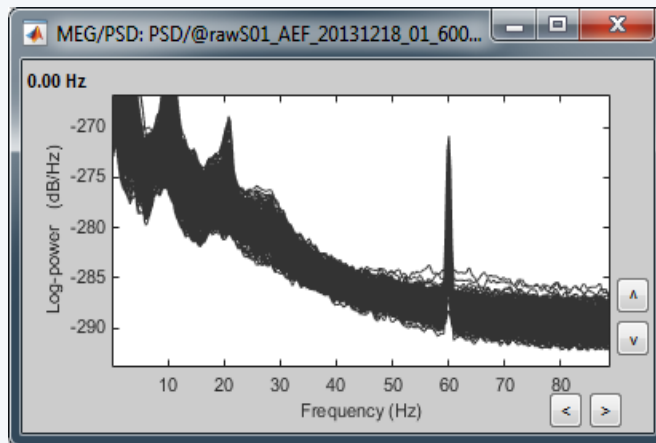 MEG/PSD: PSD/@rawS01_AEF_20131218_01_600...
0.00 Hz
Log-power (dB/Hz)
-270
-275
-280
-285
-290
10 20 30 40 50 60 70 80
Frequency (Hz)